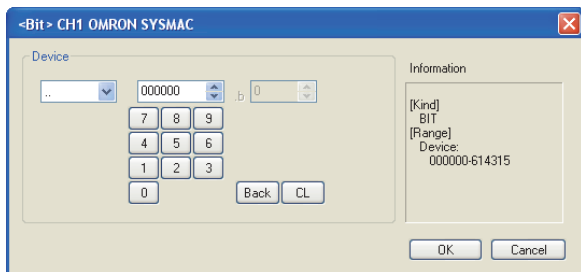 <Bit> CH1 OMRON SYSMAC
Device
.. 000000 .b 0
7 8 9
4 5 6
1 2 3
0 Back CL
Information
[Kind]
BIT
[Range]
Device:
000000-614315
OK Cancel